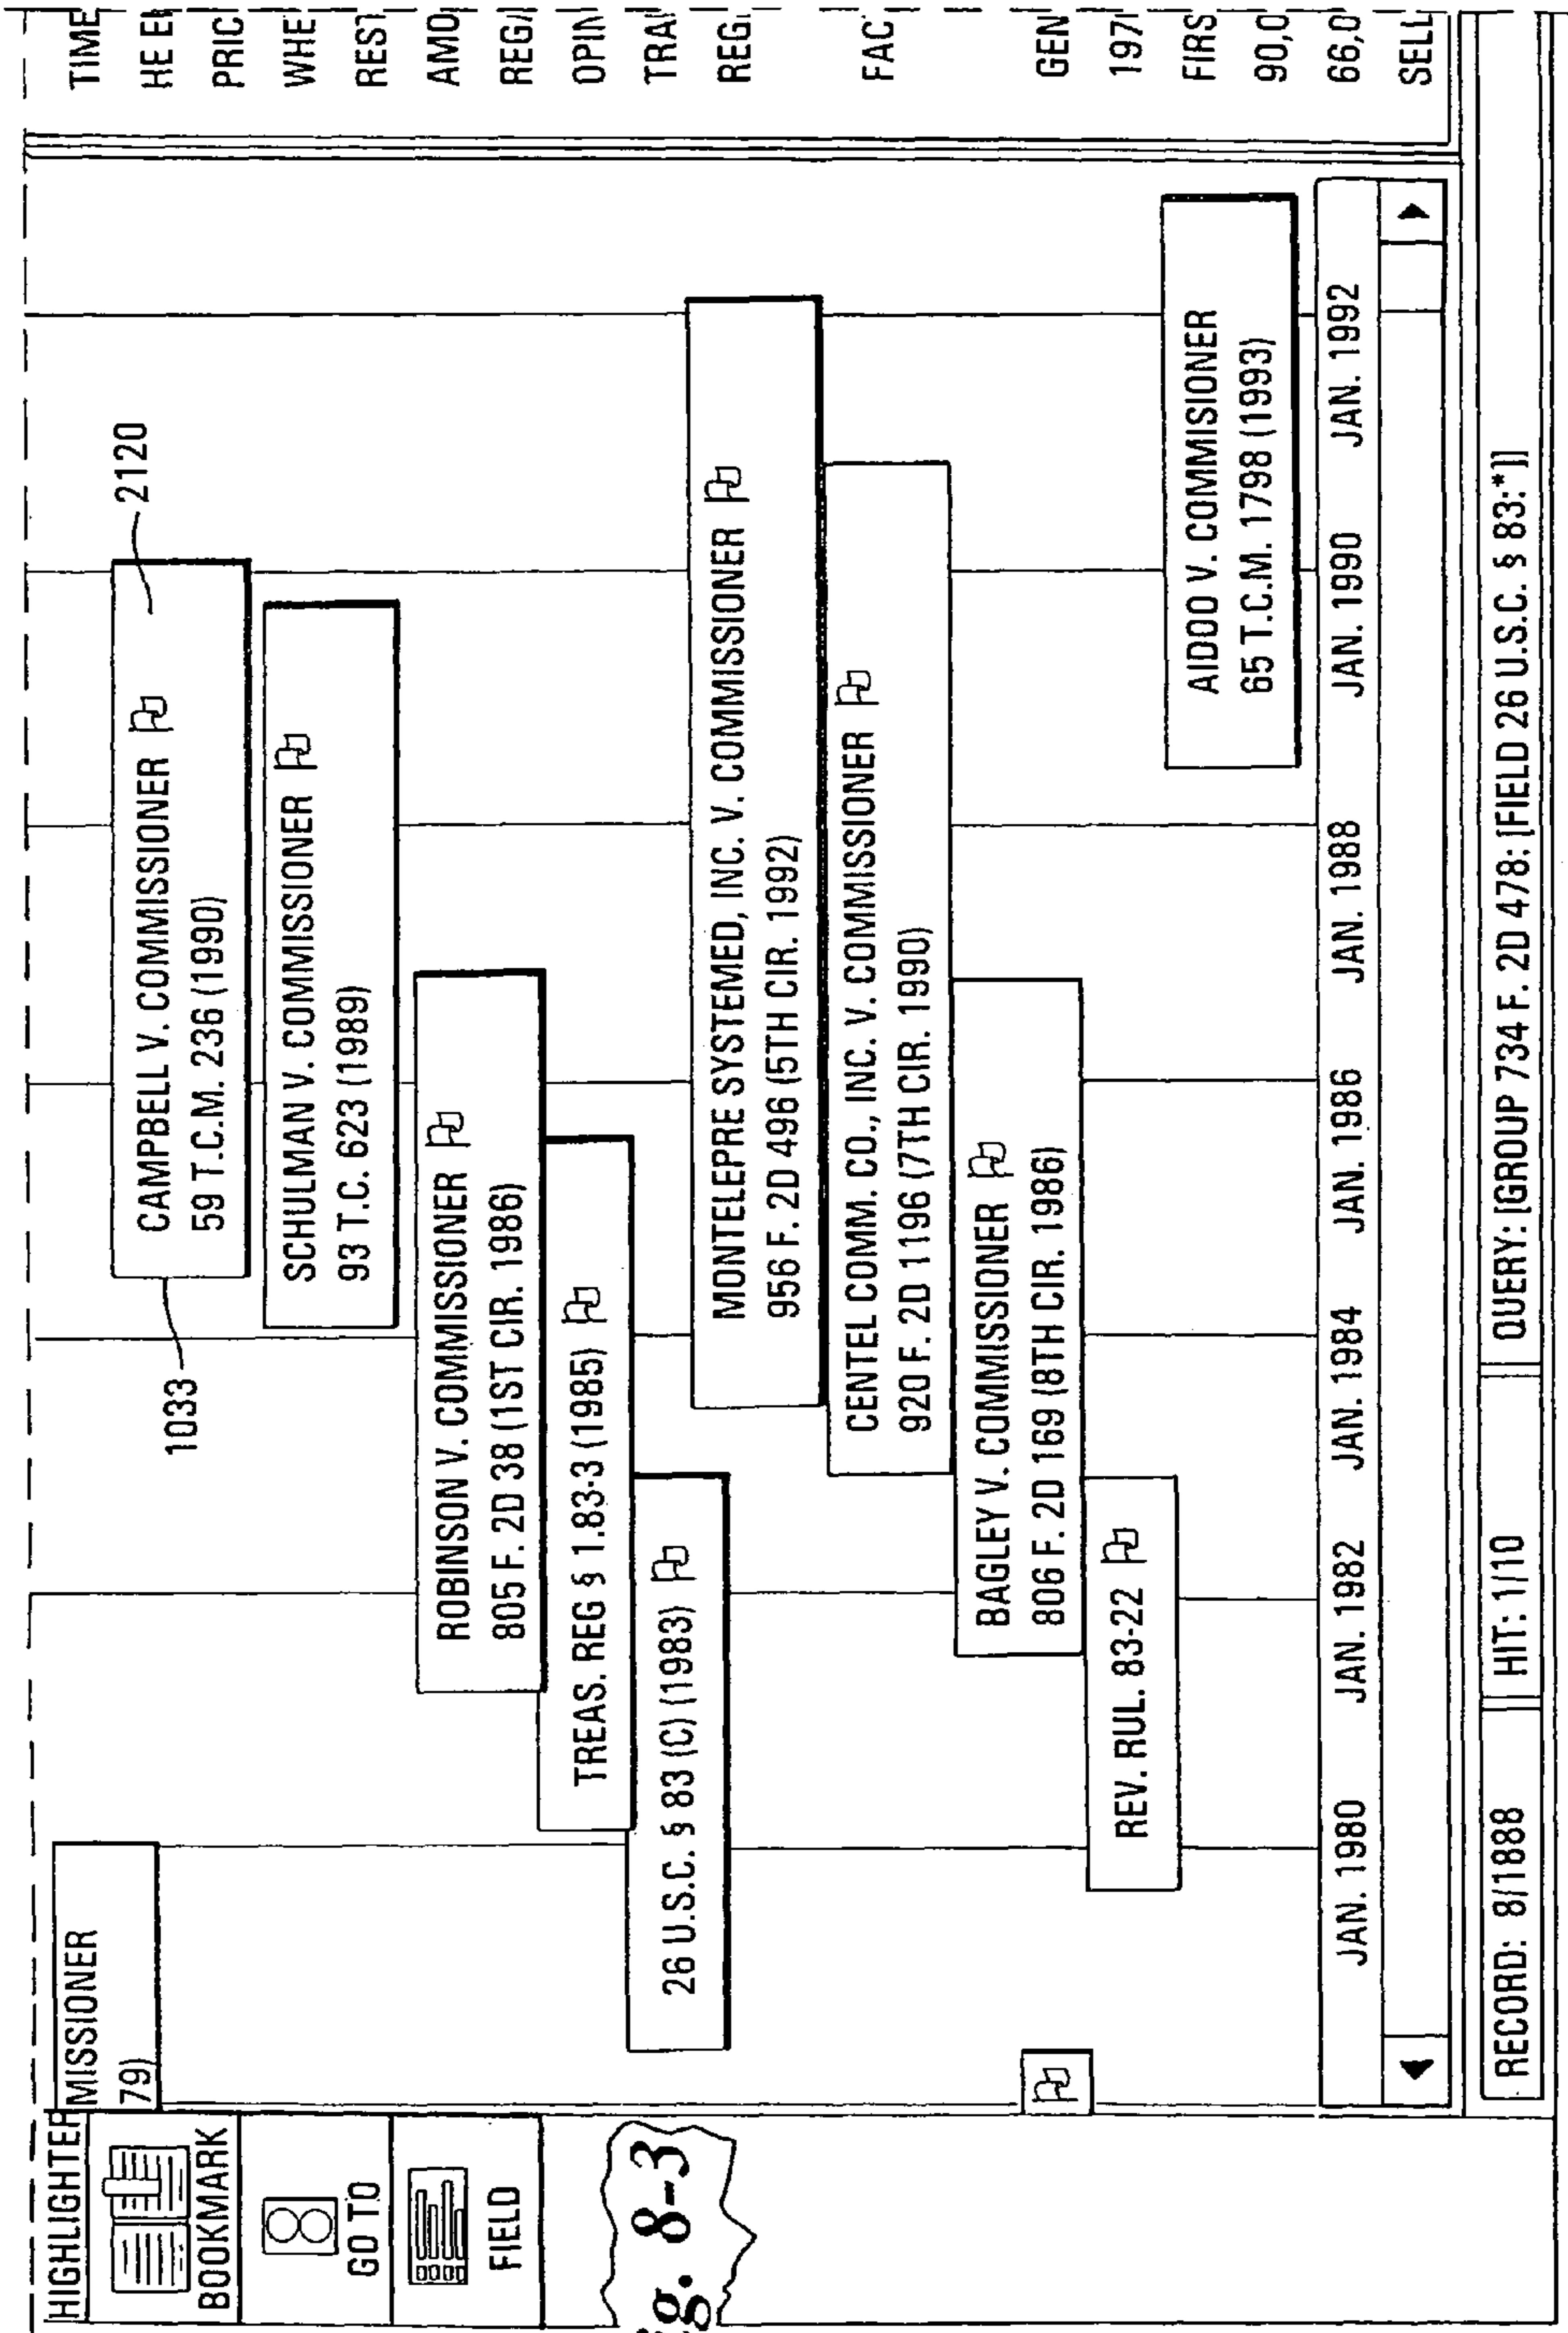 HIGHLIGHTER
BOOKMARK
GO TO
FIELD
g. 8-3
MISSIONER
79)
1033
2120
CAMPBELL V. COMMISSIONER
59 T.C.M. 236 (1990)
SCHULMAN V. COMMISSIONER
93 T.C. 623 (1989)
ROBINSON V. COMMISSIONER
805 F. 2D 38 (1ST CIR. 1986)
TREAS. REG § 1.83-3 (1985)
26 U.S.C. § 83 (C) (1983)
MONTELEPRE SYSTEMED, INC. V. COMMISSIONER
956 F. 2D 496 (5TH CIR. 1992)
CENTEL COMM. CO., INC. V. COMMISSIONER
920 F. 2D 1196 (7TH CIR. 1990)
BAGLEY V. COMMISSIONER
806 F. 2D 169 (8TH CIR. 1986)
REV. RUL. 83-22
AIDOO V. COMMISIONER
65 T.C.M. 1798 (1993)
JAN. 1980 JAN. 1982 JAN. 1984 JAN. 1986 JAN. 1988 JAN. 1990 JAN. 1992
TIME
HE E
PRIC
WHE
REST
AMO
REGA
OPIN
TRA
REG
FAC
GEN
197
FIRS
90,0
66,0
SELL
RECORD: 8/1888 HIT: 1/10 QUERY: [GROUP 734 F. 2D 478: [FIELD 26 U.S.C. § 83:*]]